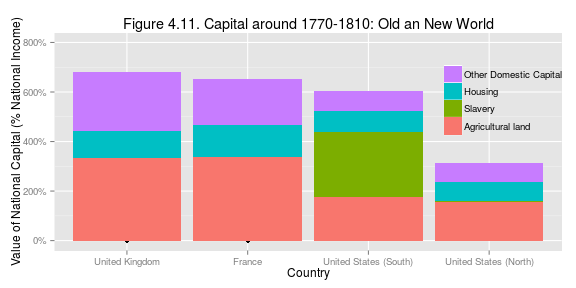 Figure 4.11. Capital around 1770-1810: Old an New World
Value of National Capital (% National Income)
800%
600%
400%
200%
0%
Other Domestic Capital
Housing
Slavery
Agricultural land
United Kingdom
France
United States (South)
United States (North)
Country